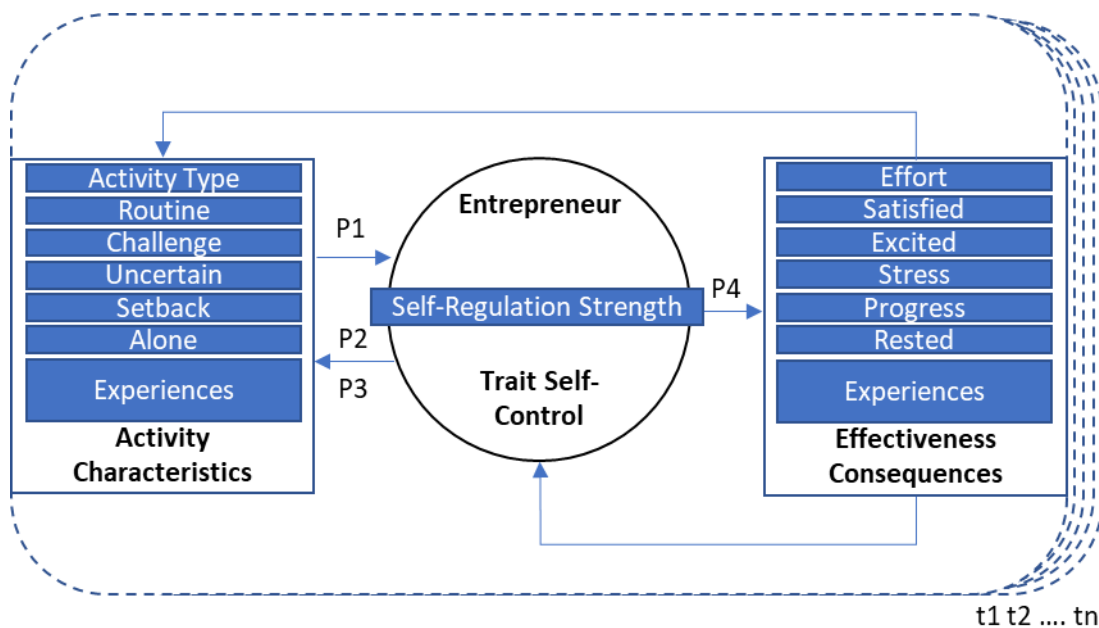 Activity Type
Routine
Challenge
Uncertain
Setback
Alone
Experiences
Activity
Characteristics
P1
P2
P3
Entrepreneur
Self-Regulation Strength
Trait Self-
Control
P4
Effort
Satisfied
Excited
Stress
Progress
Rested
Experiences
Effectiveness
Consequences
t1 t2 .... tn